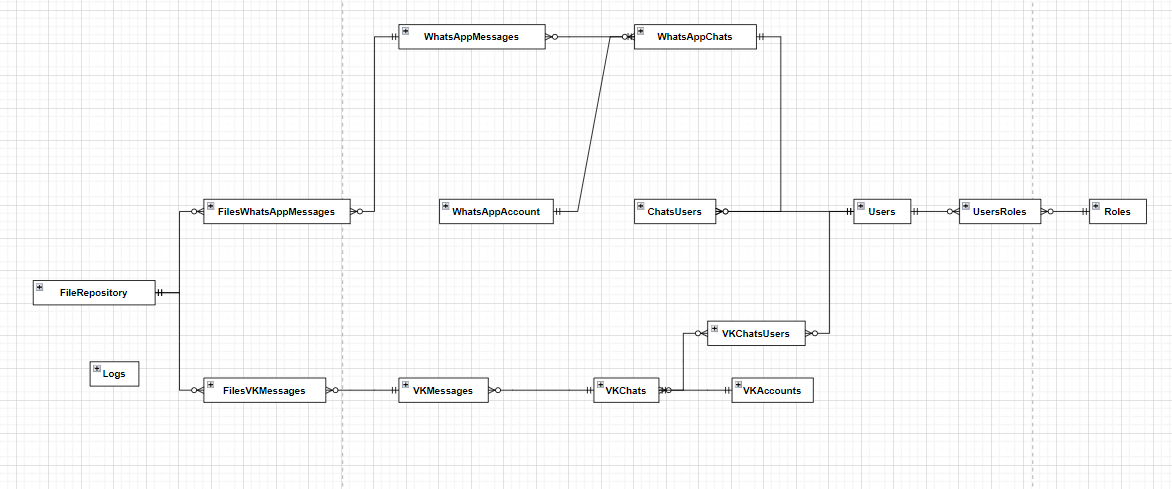 WhatsAppMessages
WhatsAppChats
FilesWhatsAppMessages
WhatsAppAccount
ChatsUsers
Users
UsersRoles
Roles
FileRepository
VKChatsUsers
Logs
FilesVKMessages
VKMessages
VKChats
VKAccounts